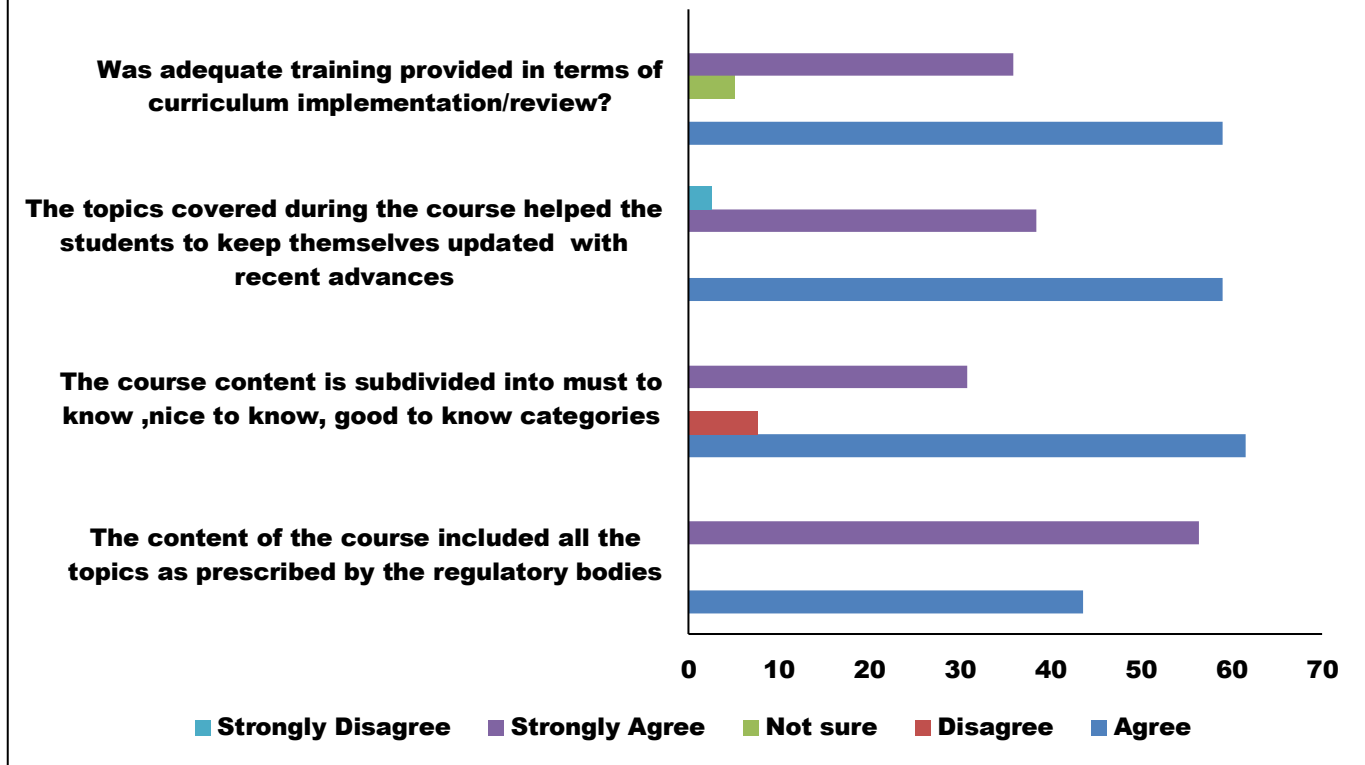 Was adequate training provided in terms of
curriculum implementation/review?
The topics covered during the course helped the
students to keep themselves updated  with
recent advances
The course content is subdivided into must to
know ,nice to know, good to know categories
The content of the course included all the
topics as prescribed by the regulatory bodies
0 10 20 30 40 50 60 70
Strongly Disagree Strongly Agree Not sure Disagree Agree